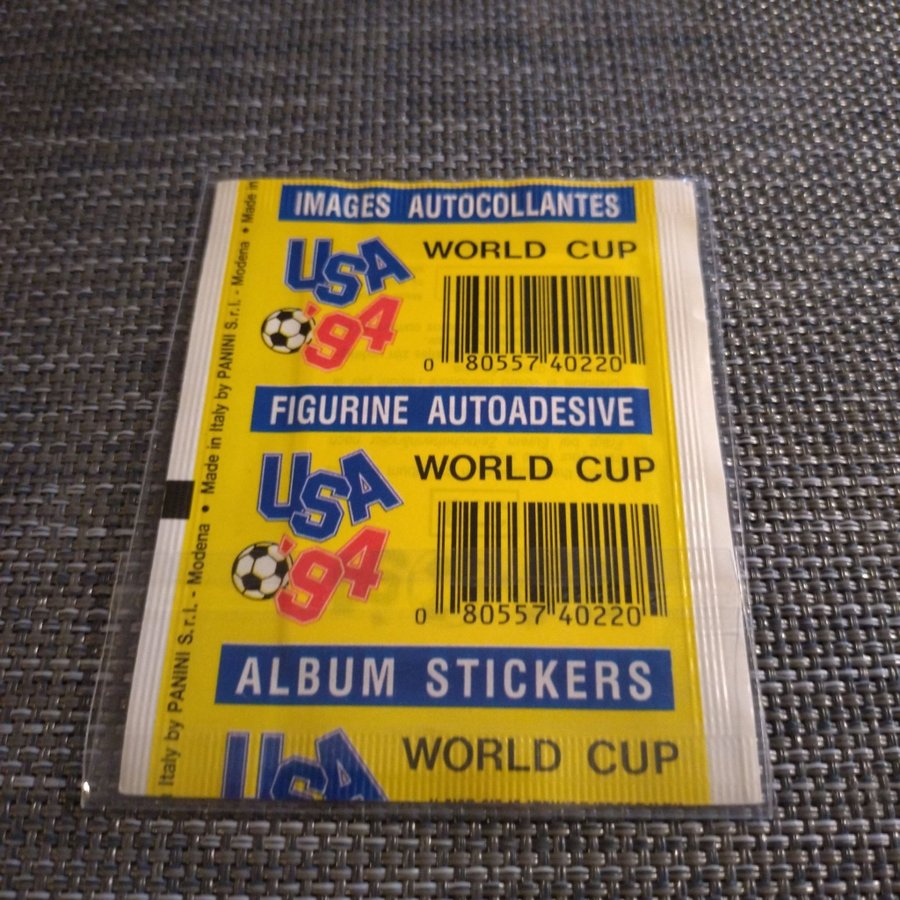 IMAGES AUTOCOLLANTES
USA '94
WORLD CUP
0 80557 40220
FIGURINE AUTOADESIVE
USA '94
WORLD CUP
0 80557 40220
ALBUM STICKERS
USA
WORLD CUP
Italy by PANINI S.r.l. - Modena • Made in Italy by PANINI S.r.l. - Modena • Made in